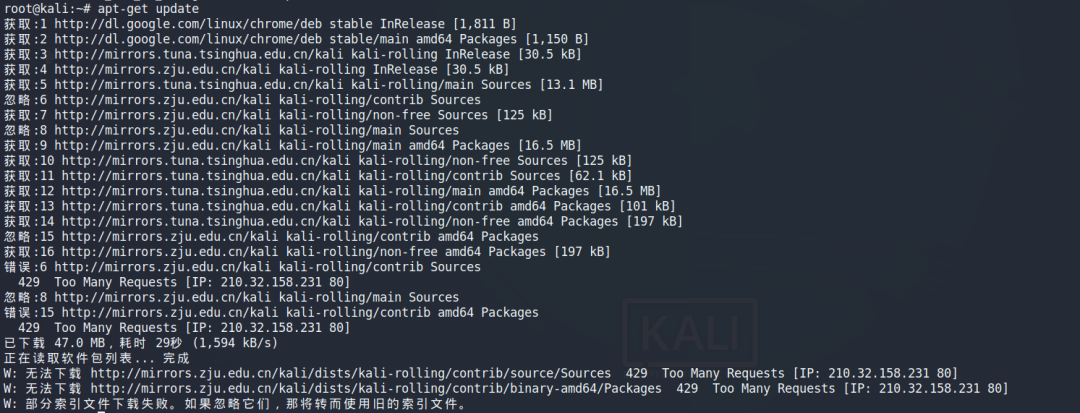 root@kali:~# apt-get update
获取:1 http://dl.google.com/linux/chrome/deb stable InRelease [1,811 B]
获取:2 http://dl.google.com/linux/chrome/deb stable/main amd64 Packages [1,150 B]
获取:3 http://mirrors.tuna.tsinghua.edu.cn/kali kali-rolling InRelease [30.5 kB]
获取:4 http://mirrors.zju.edu.cn/kali kali-rolling InRelease [30.5 kB]
获取:5 http://mirrors.tuna.tsinghua.edu.cn/kali kali-rolling/main Sources [13.1 MB]
忽略:6 http://mirrors.zju.edu.cn/kali kali-rolling/contrib Sources
获取:7 http://mirrors.zju.edu.cn/kali kali-rolling/non-free Sources [125 kB]
忽略:8 http://mirrors.zju.edu.cn/kali kali-rolling/main Sources
获取:9 http://mirrors.zju.edu.cn/kali kali-rolling/main amd64 Packages [16.5 MB]
获取:10 http://mirrors.tuna.tsinghua.edu.cn/kali kali-rolling/non-free Sources [125 kB]
获取:11 http://mirrors.tuna.tsinghua.edu.cn/kali kali-rolling/contrib Sources [62.1 kB]
获取:12 http://mirrors.tuna.tsinghua.edu.cn/kali kali-rolling/main amd64 Packages [16.5 MB]
获取:13 http://mirrors.tuna.tsinghua.edu.cn/kali kali-rolling/contrib amd64 Packages [101 kB]
获取:14 http://mirrors.tuna.tsinghua.edu.cn/kali kali-rolling/non-free amd64 Packages [197 kB]
忽略:15 http://mirrors.zju.edu.cn/kali kali-rolling/contrib amd64 Packages
获取:16 http://mirrors.zju.edu.cn/kali kali-rolling/non-free amd64 Packages [197 kB]
错误:6 http://mirrors.zju.edu.cn/kali kali-rolling/contrib Sources
  429  Too Many Requests [IP: 210.32.158.231 80]
忽略:8 http://mirrors.zju.edu.cn/kali kali-rolling/main Sources
错误:15 http://mirrors.zju.edu.cn/kali kali-rolling/contrib amd64 Packages
  429  Too Many Requests [IP: 210.32.158.231 80]
已下载 47.0 MB，耗时 29秒 (1,594 kB/s)
正在读取软件包列表... 完成
W: 无法下载 http://mirrors.zju.edu.cn/kali/dists/kali-rolling/contrib/source/Sources  429  Too Many Requests [IP: 210.32.158.231 80]
W: 无法下载 http://mirrors.zju.edu.cn/kali/dists/kali-rolling/contrib/binary-amd64/Packages  429  Too Many Requests [IP: 210.32.158.231 80]
W: 部分索引文件下载失败。如果忽略它们，那将转而使用旧的索引文件。
KALI